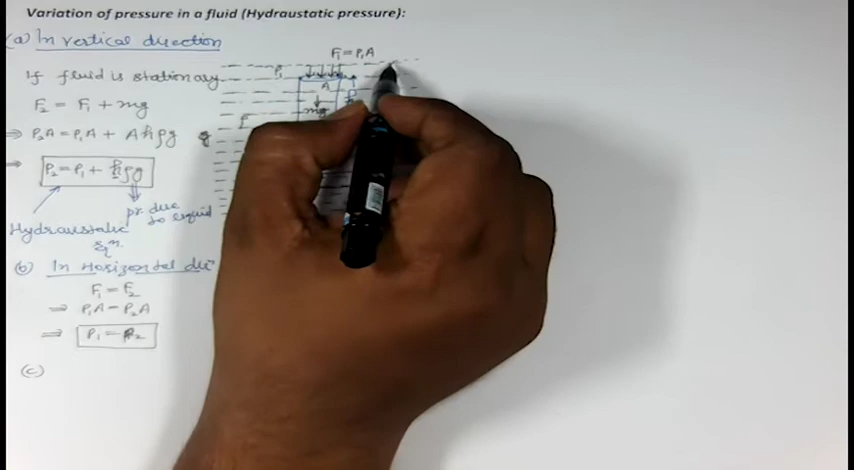 Variation of pressure in a fluid (Hydraustatic pressure):
(a) In vertical direction
If fluid is stationary
F₂ = F₁ + mg
⇒ P₂A = P₁A + Ahρg
⇒ P₂ = P₁ + hρg
pr. due to liquid
Hydraustatic Eqⁿ.
(b) In Horizontal
F₁ = F₂
⇒ P₁A = P₂A
⇒ P₁ = P₂
(c)
F₁ = P₁A
P₁
A
mg